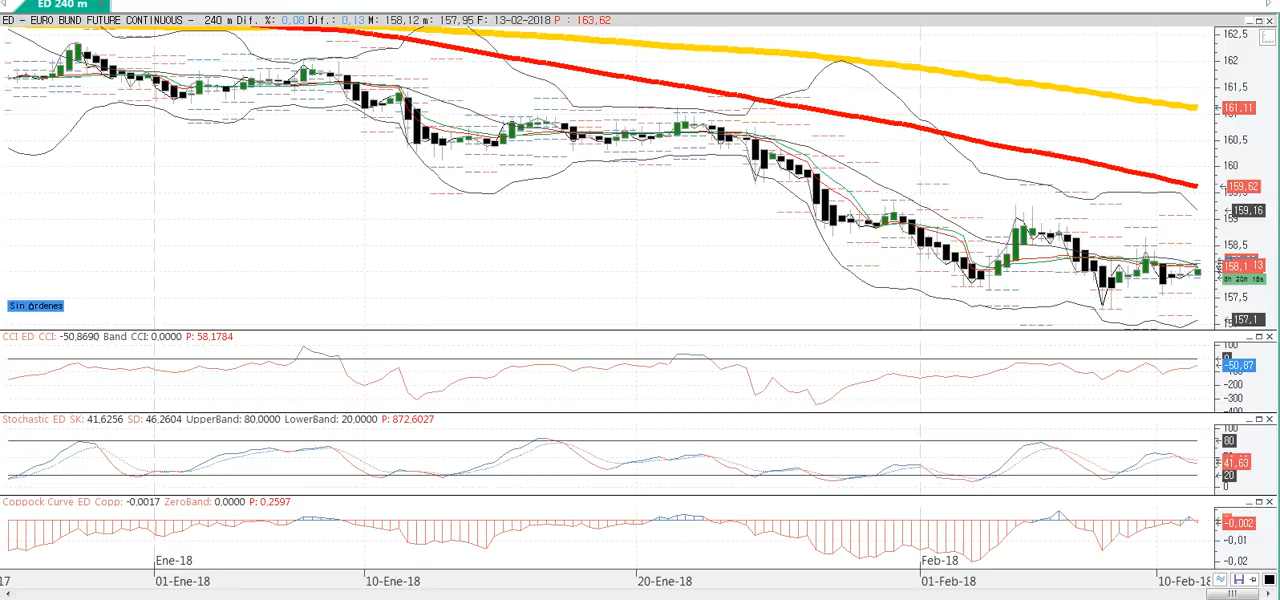 ED 240 m
ED - EURO BUND FUTURE CONTINUOUS - 240 m Dif. %: 0,08 Dif.: 0,13 M: 158,12 m: 157,95 F: 13-02-2018 P : 163,62
162,5
162
161,5
161,11
160,5
160
159,62
159,16
159
158,5
158,1 13
157,5
157,1
Sin órdenes
CCI ED CCI: -50,8690 Band CCI: 0,0000 P: 58,1784
100
0
-50,87
-200
-300
-400
Stochastic ED SK: 41,6256 SD: 46,2604 UpperBand: 80,0000 LowerBand: 20,0000 P: 872,6027
100
80
41,63
20
0
Coppock Curve ED Copp: -0,0017 ZeroBand: 0,0000 P: 0,2597
-0,002
-0,01
-0,02
Ene-18
Feb-18
17
01-Ene-18
10-Ene-18
20-Ene-18
01-Feb-18
10-Feb-18